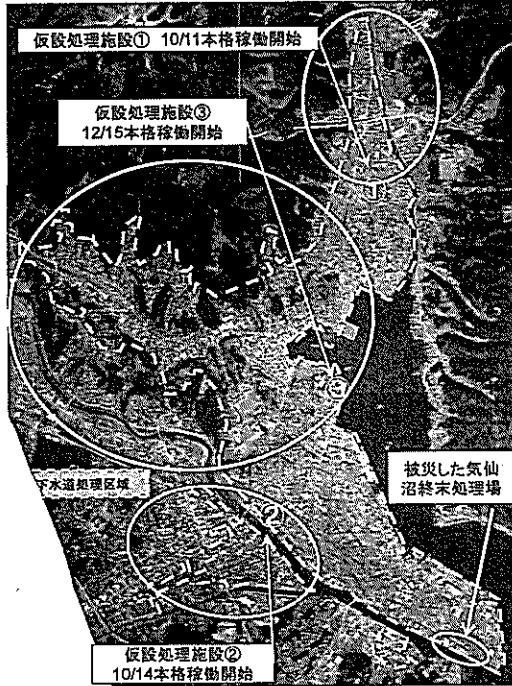 仮設処理施設① 10/11本格稼働開始
仮設処理施設③
12/15本格稼働開始
③
被災した気仙
沼終末処理場
下水道処理区域
②
仮設処理施設②
10/14本格稼働開始